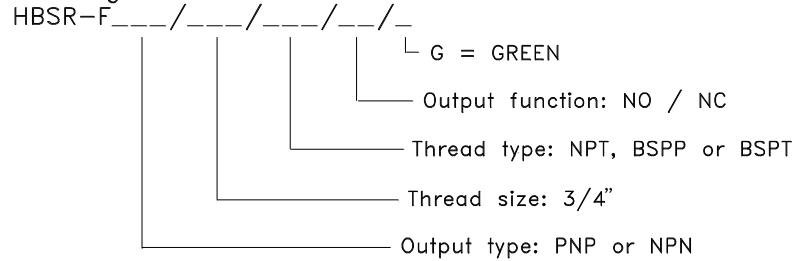 HBSR-F___/___/___/__/_
G = GREEN
Output function: NO / NC
Thread type: NPT, BSPP or BSPT
Thread size: 3/4”
Output type: PNP or NPN